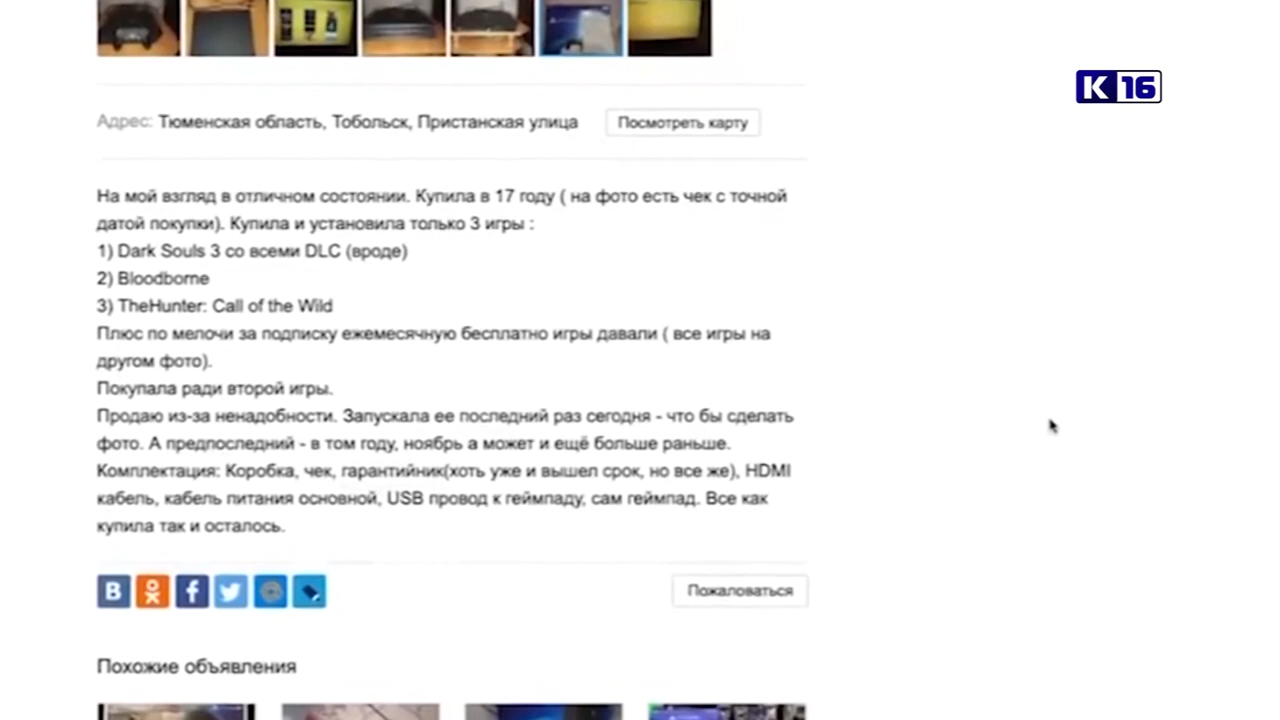 К 16
Адрес: Тюменская область, Тобольск, Пристанская улица
Посмотреть карту
На мой взгляд в отличном состоянии. Купила в 17 году ( на фото есть чек с точной
датой покупки). Купила и установила только 3 игры :
1) Dark Souls 3 со всеми DLC (вроде)
2) Bloodborne
3) TheHunter: Call of the Wild
Плюс по мелочи за подписку ежемесячную бесплатно игры давали ( все игры на
другом фото).
Покупала ради второй игры.
Продаю из-за ненадобности. Запускала ее последний раз сегодня - что бы сделать
фото. А предпоследний - в том году, ноябрь а может и ещё больше раньше.
Комплектация: Коробка, чек, гарантийник(хоть уже и вышел срок, но все же), HDMI
кабель, кабель питания основной, USB провод к геймпаду, сам геймпад. Все как
купила так и осталось.
Пожаловаться
Похожие объявления